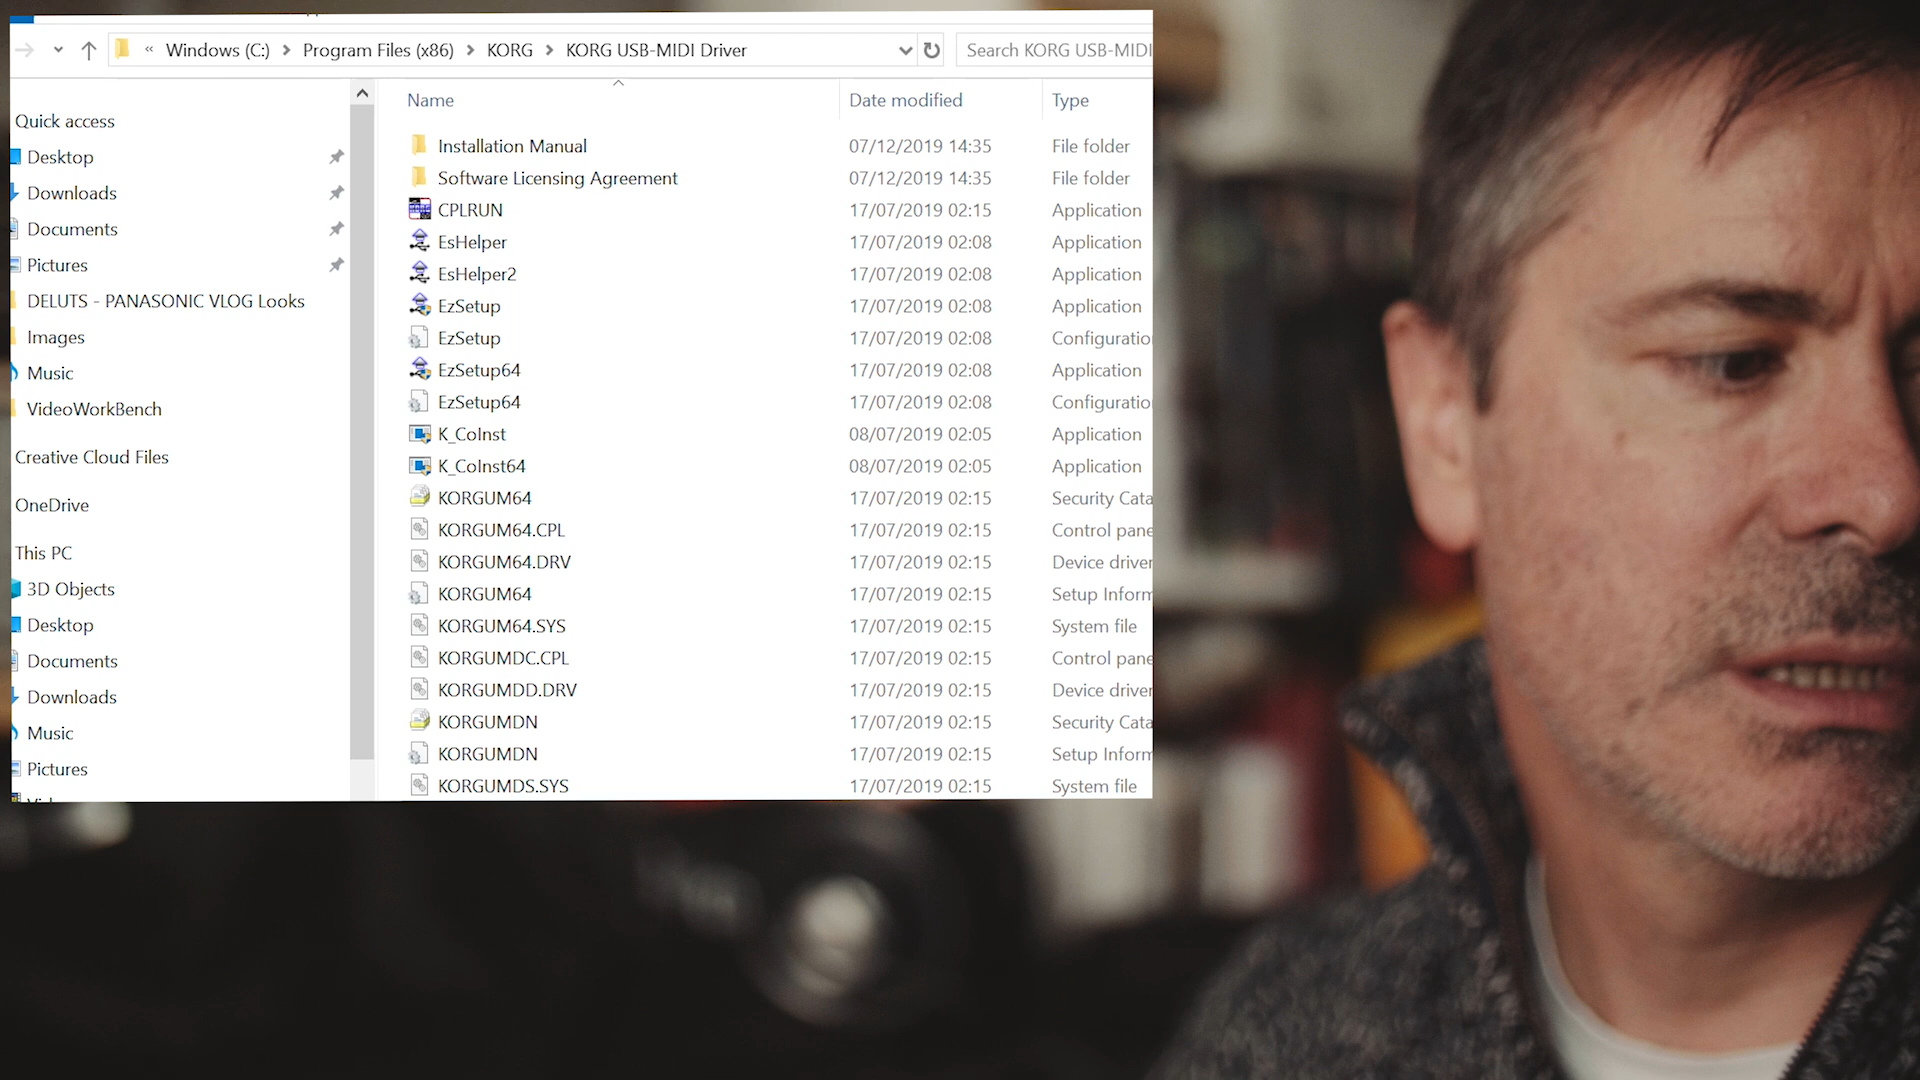 « Windows (C:) > Program Files (x86) > KORG > KORG USB-MIDI Driver
Search KORG USB-MIDI
Name Date modified Type
Quick access
Desktop
Downloads
Documents
Pictures
DELUTS - PANASONIC VLOG Looks
Images
Music
VideoWorkBench
Creative Cloud Files
OneDrive
This PC
3D Objects
Desktop
Documents
Downloads
Music
Pictures
Installation Manual 07/12/2019 14:35 File folder
Software Licensing Agreement 07/12/2019 14:35 File folder
CPLRUN 17/07/2019 02:15 Application
EsHelper 17/07/2019 02:08 Application
EsHelper2 17/07/2019 02:08 Application
EzSetup 17/07/2019 02:08 Application
EzSetup 17/07/2019 02:08 Configuratio
EzSetup64 17/07/2019 02:08 Application
EzSetup64 17/07/2019 02:08 Configuratio
K_CoInst 08/07/2019 02:05 Application
K_CoInst64 08/07/2019 02:05 Application
KORGUM64 17/07/2019 02:15 Security Cata
KORGUM64.CPL 17/07/2019 02:15 Control pane
KORGUM64.DRV 17/07/2019 02:15 Device driver
KORGUM64 17/07/2019 02:15 Setup Inform
KORGUM64.SYS 17/07/2019 02:15 System file
KORGUMDC.CPL 17/07/2019 02:15 Control pane
KORGUMDD.DRV 17/07/2019 02:15 Device driver
KORGUMDN 17/07/2019 02:15 Security Cata
KORGUMDN 17/07/2019 02:15 Setup Inform
KORGUMDS.SYS 17/07/2019 02:15 System file